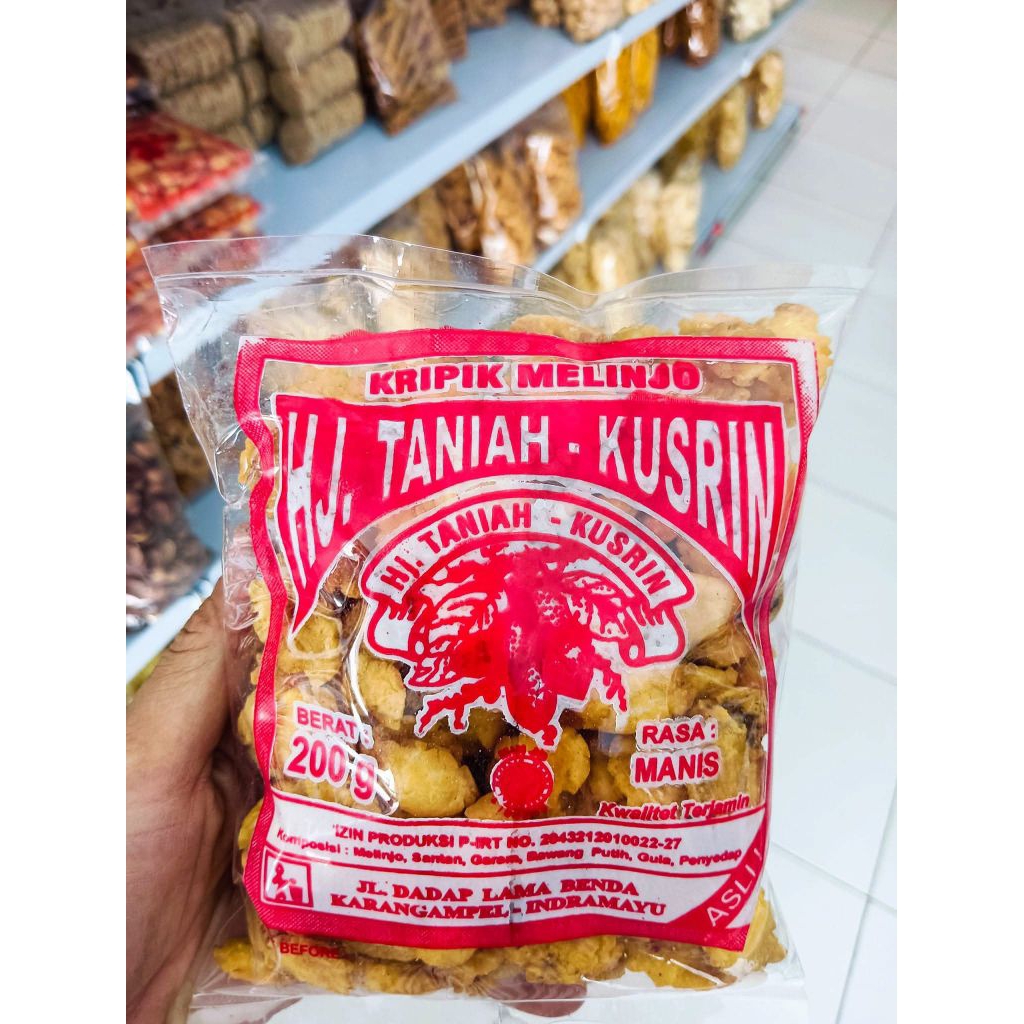 KRIPIK MELINJO
HJ. TANIAH - KUSRIN
HJ. TANIAH - KUSRIN
BERAT :
200 g
RASA :
MANIS
Kwalitet Terjamin
IZIN PRODUKSI P-IRT NO. 2043212010022-27
Komposisi : Melinjo, Santan, Garam, Bawang Putih, Gula, Penyedap
JL. DADAP LAMA BENDA
KARANGAMPEL - INDRAMAYU
ASLI
BEFORE